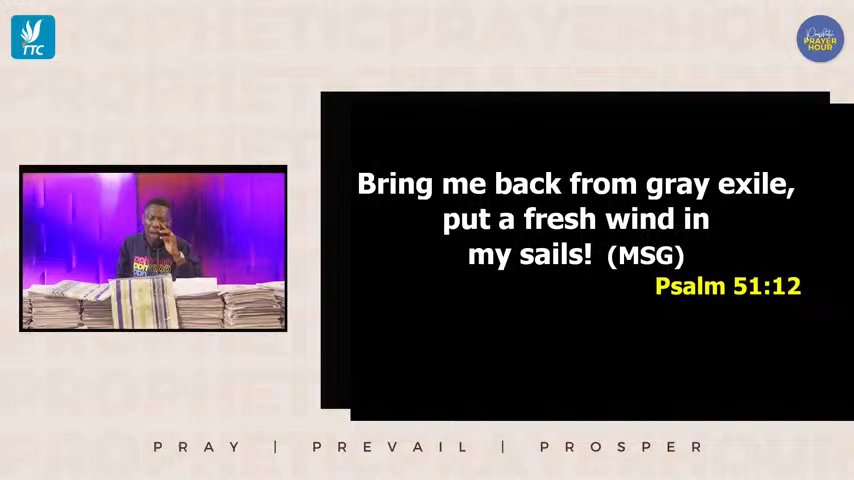 TTC
Prophetic
PRAYER
HOUR
Bring me back from gray exile,
put a fresh wind in
my sails! (MSG)
Psalm 51:12
PRAY | PREVAIL | PROSPER